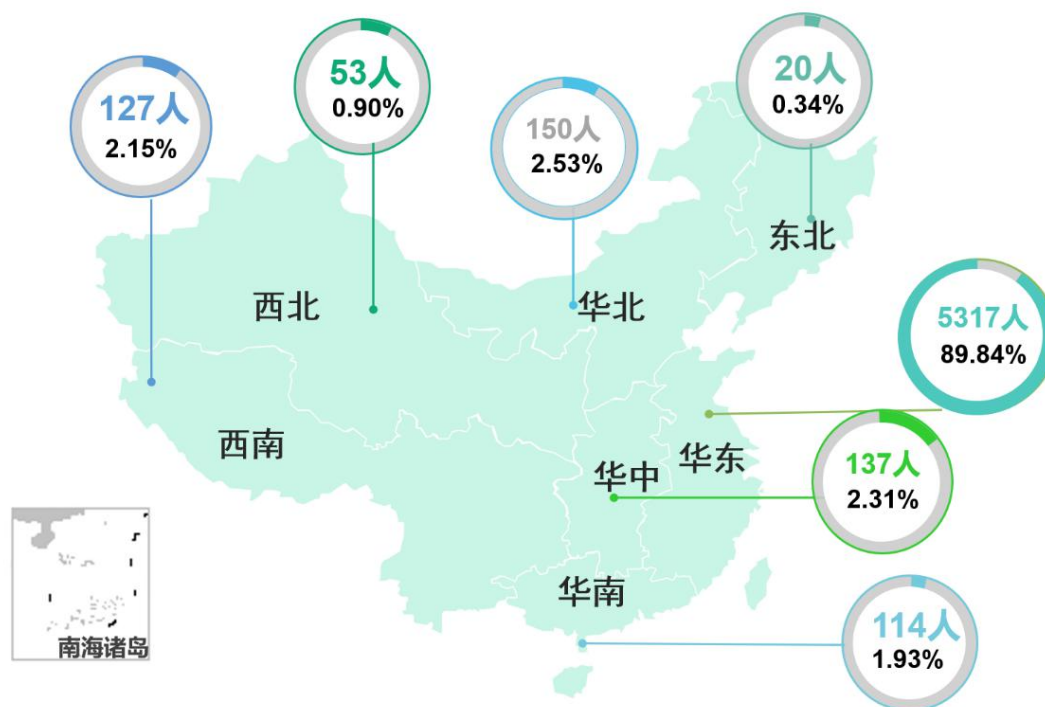 127人
2.15%
53人
0.90%
150人
2.53%
20人
0.34%
东北
西北
华北
5317人
89.84%
西南
华中
华东
137人
2.31%
华南
114人
1.93%
南海诸岛